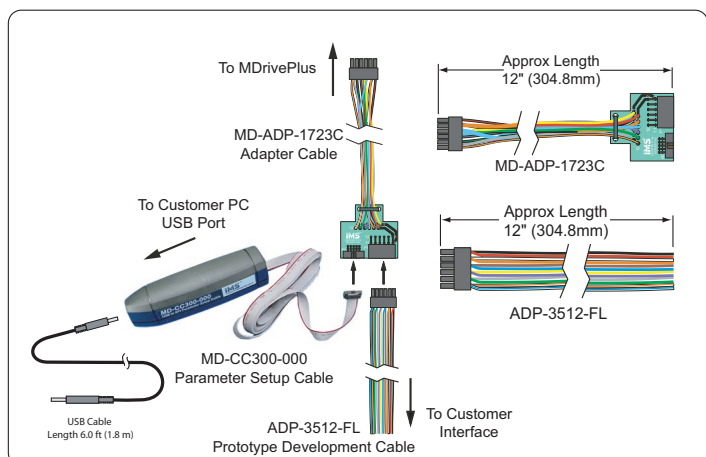 To MDrivePlus
MD-ADP-1723C
Adapter Cable
To Customer PC
USB Port
iMS
MD-CC300-000
iMS
MD-CC300-000
Parameter Setup Cable
USB Cable
Length 6.0 ft (1.8 m)
ADP-3512-FL
Prototype Development Cable
To Customer
Interface
Approx Length
12" (304.8mm)
iMS
MD-ADP-1723C
Approx Length
12" (304.8mm)
ADP-3512-FL